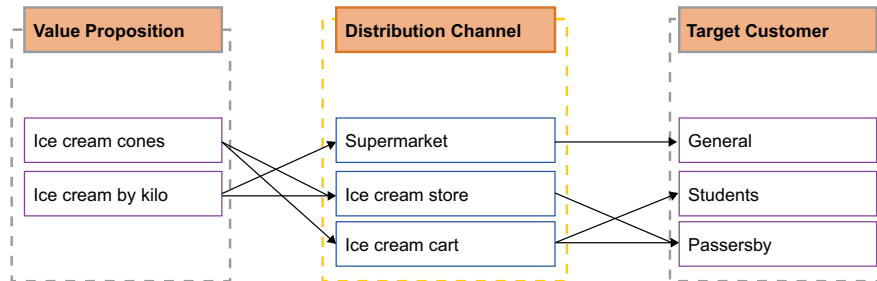 Value Proposition
Distribution Channel
Target Customer
Ice cream cones
Supermarket
General
Ice cream by kilo
Ice cream store
Students
Ice cream cart
Passersby